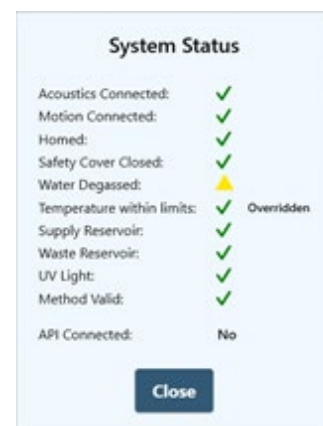 System Status
Acoustics Connected:
Motion Connected:
Homed:
Safety Cover Closed:
Water Degassed:
Temperature within limits: Overridden
Supply Reservoir:
Waste Reservoir:
UV Light:
Method Valid:
API Connected: No
Close